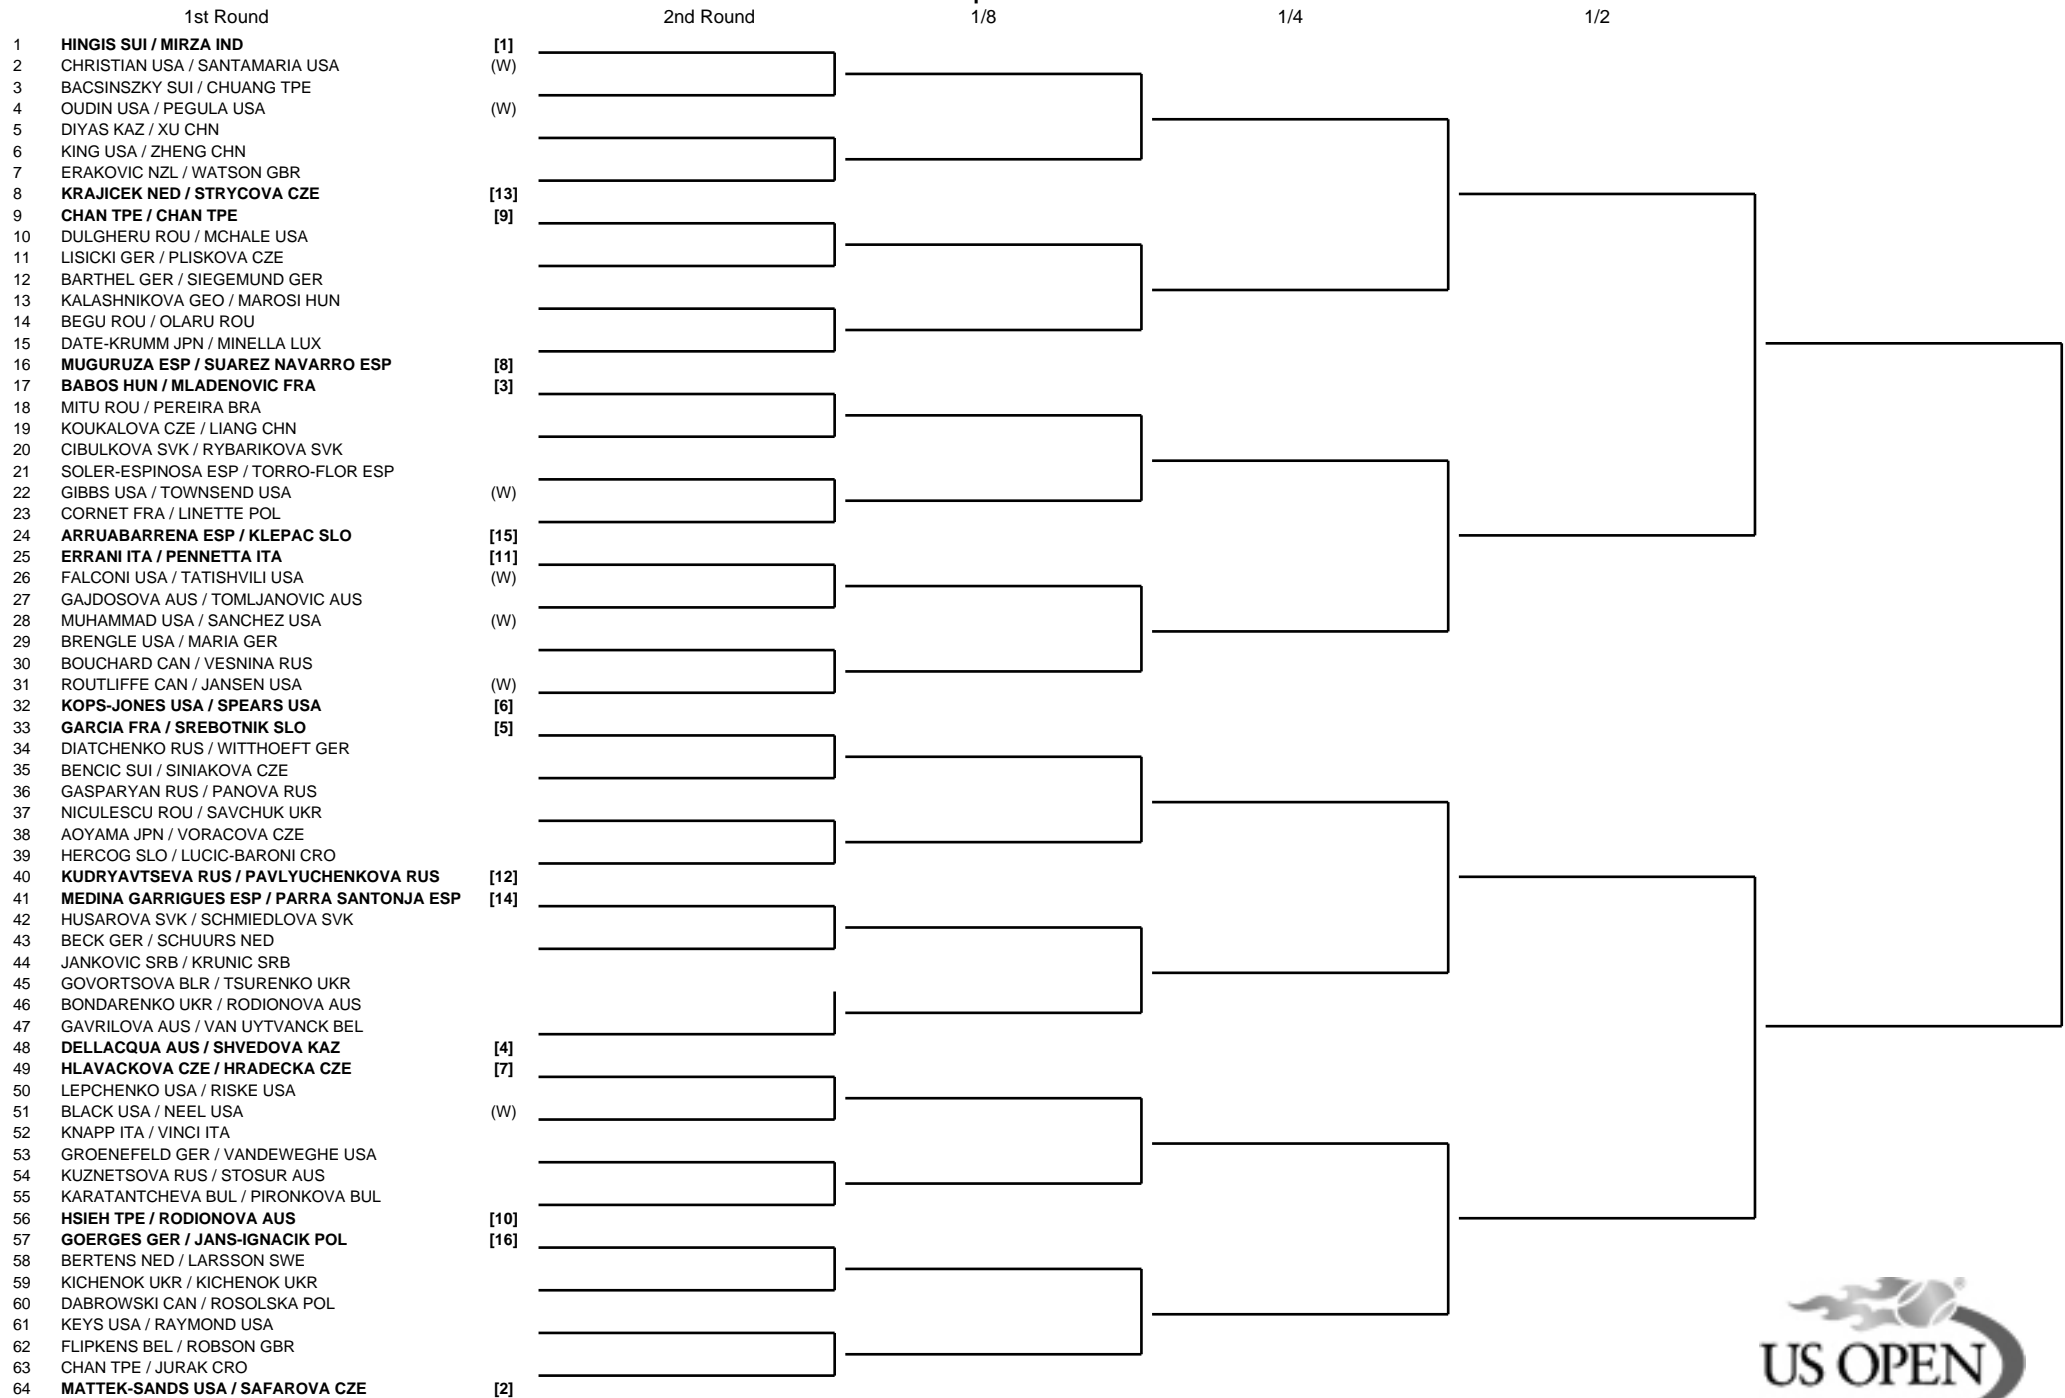 1st Round 2nd Round 1/8 1/4 1/2
1 HINGIS SUI / MIRZA IND [1]
2 CHRISTIAN USA / SANTAMARIA USA (W)
3 BACSINSZKY SUI / CHUANG TPE
4 OUDIN USA / PEGULA USA (W)
5 DIYAS KAZ / XU CHN
6 KING USA / ZHENG CHN
7 ERAKOVIC NZL / WATSON GBR
8 KRAJICEK NED / STRYCOVA CZE [13]
9 CHAN TPE / CHAN TPE [9]
10 DULGHERU ROU / MCHALE USA
11 LISICKI GER / PLISKOVA CZE
12 BARTHEL GER / SIEGEMUND GER
13 KALASHNIKOVA GEO / MAROSI HUN
14 BEGU ROU / OLARU ROU
15 DATE-KRUMM JPN / MINELLA LUX
16 MUGURUZA ESP / SUAREZ NAVARRO ESP [8]
17 BABOS HUN / MLADENOVIC FRA [3]
18 MITU ROU / PEREIRA BRA
19 KOUKALOVA CZE / LIANG CHN
20 CIBULKOVA SVK / RYBARIKOVA SVK
21 SOLER-ESPINOSA ESP / TORRO-FLOR ESP
22 GIBBS USA / TOWNSEND USA (W)
23 CORNET FRA / LINETTE POL
24 ARRUABARRENA ESP / KLEPAC SLO [15]
25 ERRANI ITA / PENNETTA ITA [11]
26 FALCONI USA / TATISHVILI USA (W)
27 GAJDOSOVA AUS / TOMLJANOVIC AUS
28 MUHAMMAD USA / SANCHEZ USA (W)
29 BRENGLE USA / MARIA GER
30 BOUCHARD CAN / VESNINA RUS
31 ROUTLIFFE CAN / JANSEN USA (W)
32 KOPS-JONES USA / SPEARS USA [6]
33 GARCIA FRA / SREBOTNIK SLO [5]
34 DIATCHENKO RUS / WITTHOEFT GER
35 BENCIC SUI / SINIAKOVA CZE
36 GASPARYAN RUS / PANOVA RUS
37 NICULESCU ROU / SAVCHUK UKR
38 AOYAMA JPN / VORACOVA CZE
39 HERCOG SLO / LUCIC-BARONI CRO
40 KUDRYAVTSEVA RUS / PAVLYUCHENKOVA RUS [12]
41 MEDINA GARRIGUES ESP / PARRA SANTONJA ESP [14]
42 HUSAROVA SVK / SCHMIEDLOVA SVK
43 BECK GER / SCHUURS NED
44 JANKOVIC SRB / KRUNIC SRB
45 GOVORTSOVA BLR / TSURENKO UKR
46 BONDARENKO UKR / RODIONOVA AUS
47 GAVRILOVA AUS / VAN UYTVANCK BEL
48 DELLACQUA AUS / SHVEDOVA KAZ [4]
49 HLAVACKOVA CZE / HRADECKA CZE [7]
50 LEPCHENKO USA / RISKE USA
51 BLACK USA / NEEL USA (W)
52 KNAPP ITA / VINCI ITA
53 GROENEFELD GER / VANDEWEGHE USA
54 KUZNETSOVA RUS / STOSUR AUS
55 KARATANTCHEVA BUL / PIRONKOVA BUL
56 HSIEH TPE / RODIONOVA AUS [10]
57 GOERGES GER / JANS-IGNACIK POL [16]
58 BERTENS NED / LARSSON SWE
59 KICHENOK UKR / KICHENOK UKR
60 DABROWSKI CAN / ROSOLSKA POL
61 KEYS USA / RAYMOND USA
62 FLIPKENS BEL / ROBSON GBR
63 CHAN TPE / JURAK CRO
64 MATTEK-SANDS USA / SAFAROVA CZE [2]
US OPEN